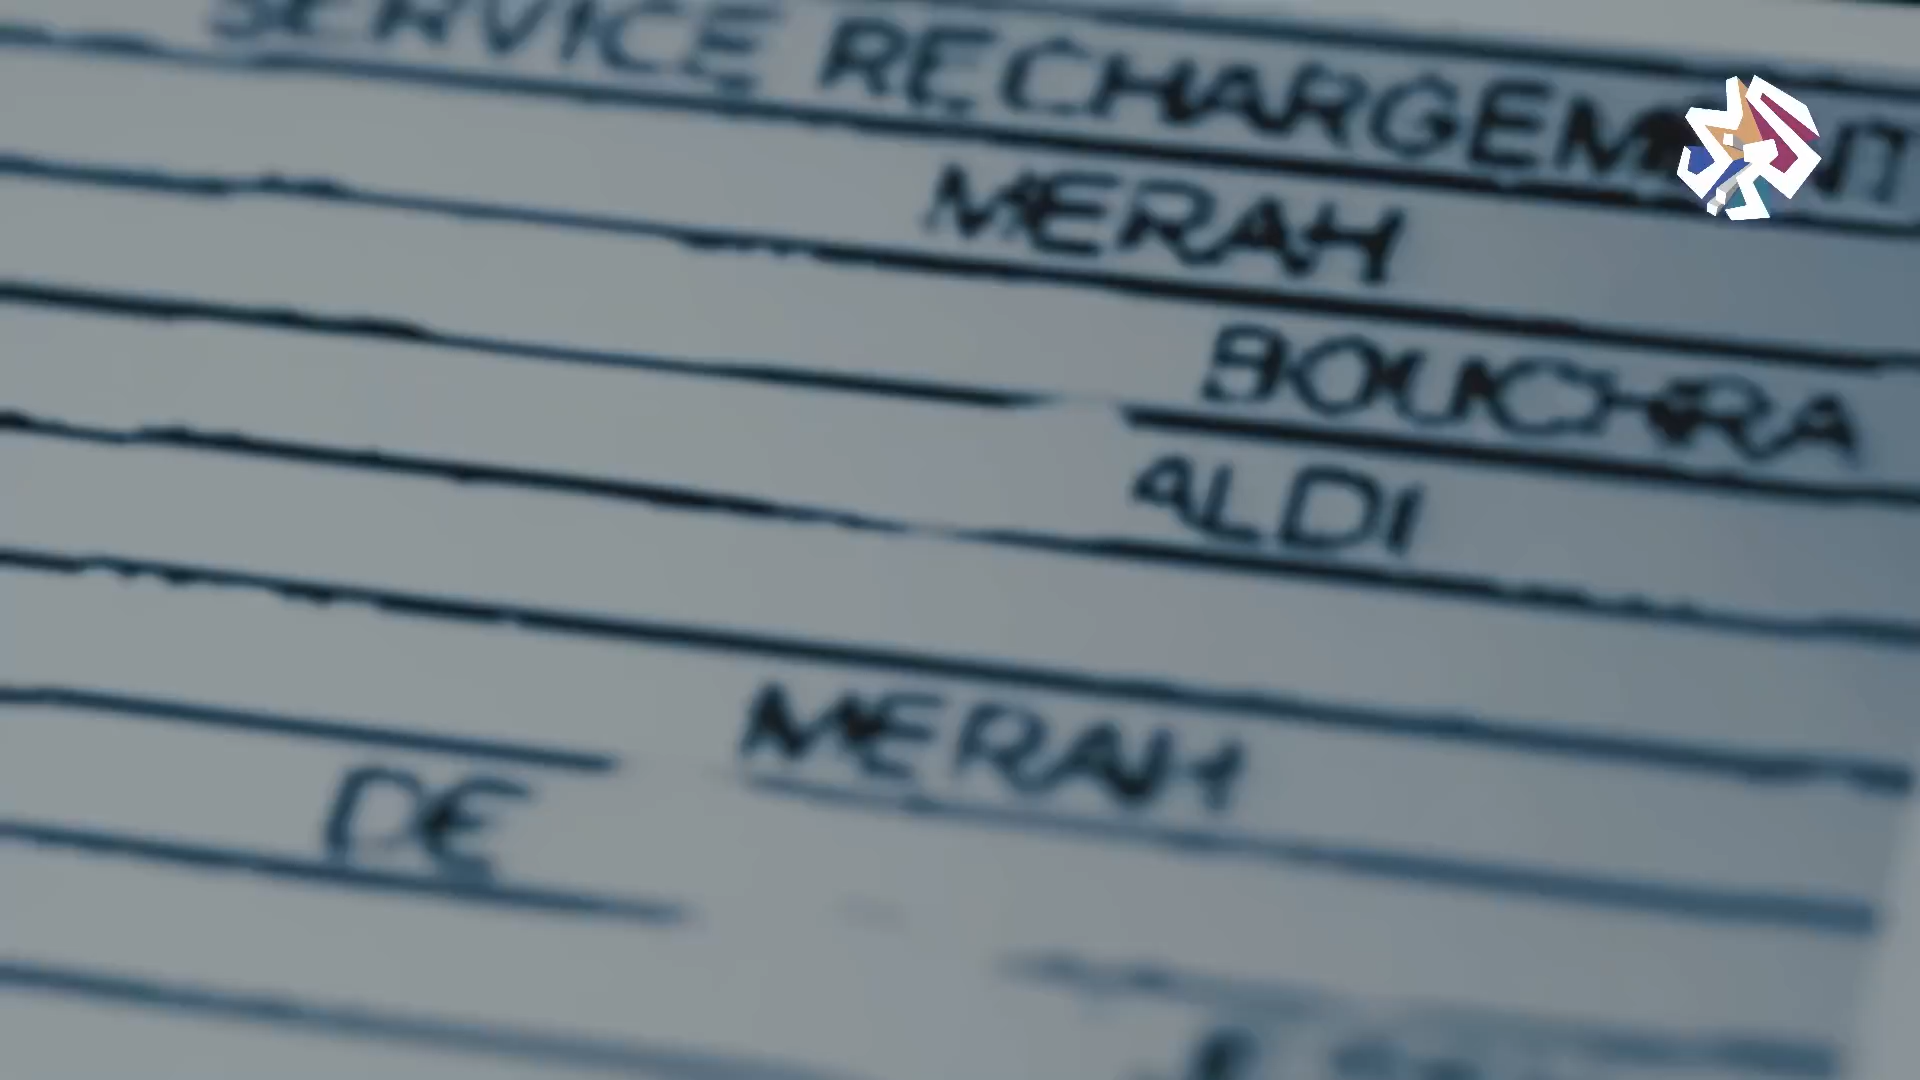 SERVICE RECHARGEMENT
MERAH
BOUCHRA
ALDI
MERAH
DE